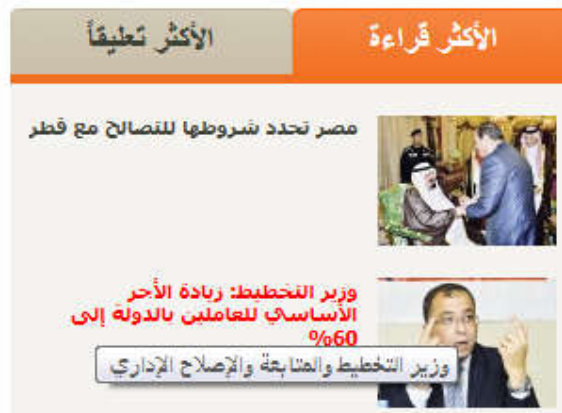 الأكثر قراءة
الأكثر تعليقاً
مصر تحدد شروطها للتصالح مع قطر
وزير التخطيط: زيادة الأجر
الأساسي للعاملين بالدولة إلى
60%
وزير التخطيط والمتابعة والإصلاح الإداري